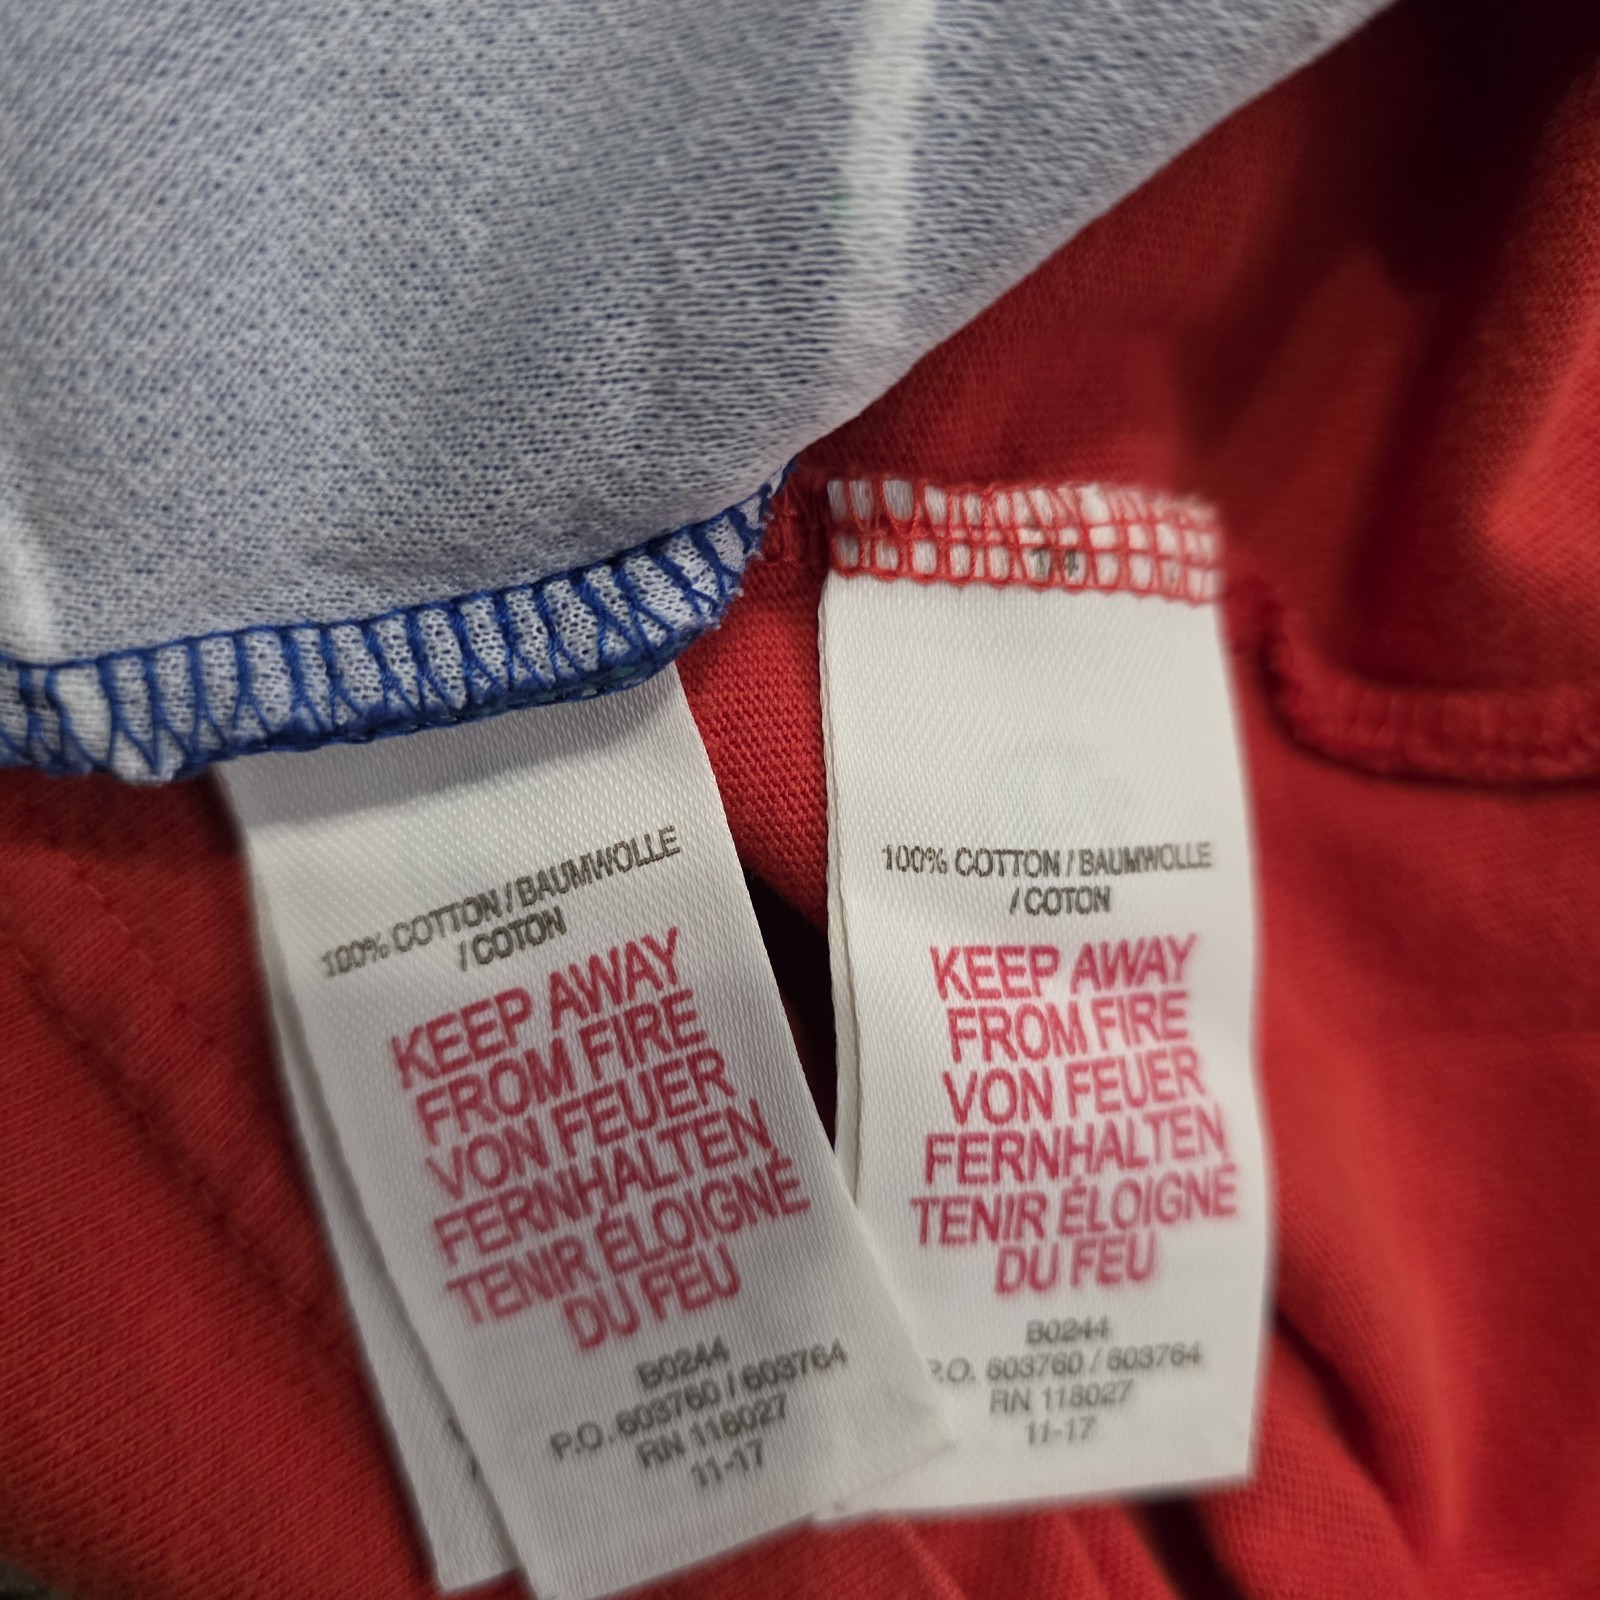 100% COTTON / BAUMWOLLE
/ COTON
KEEP AWAY
FROM FIRE
VON FEUER
FERNHALTEN
TENIR ÉLOIGNÉ
DU FEU
B0244
P.O. 603760 / 603764
RN 118027
11-17
100% COTTON / BAUMWOLLE
/ COTON
KEEP AWAY
FROM FIRE
VON FEUER
FERNHALTEN
TENIR ÉLOIGNÉ
DU FEU
B0244
P.O. 603760 / 603764
RN 118027
11-17